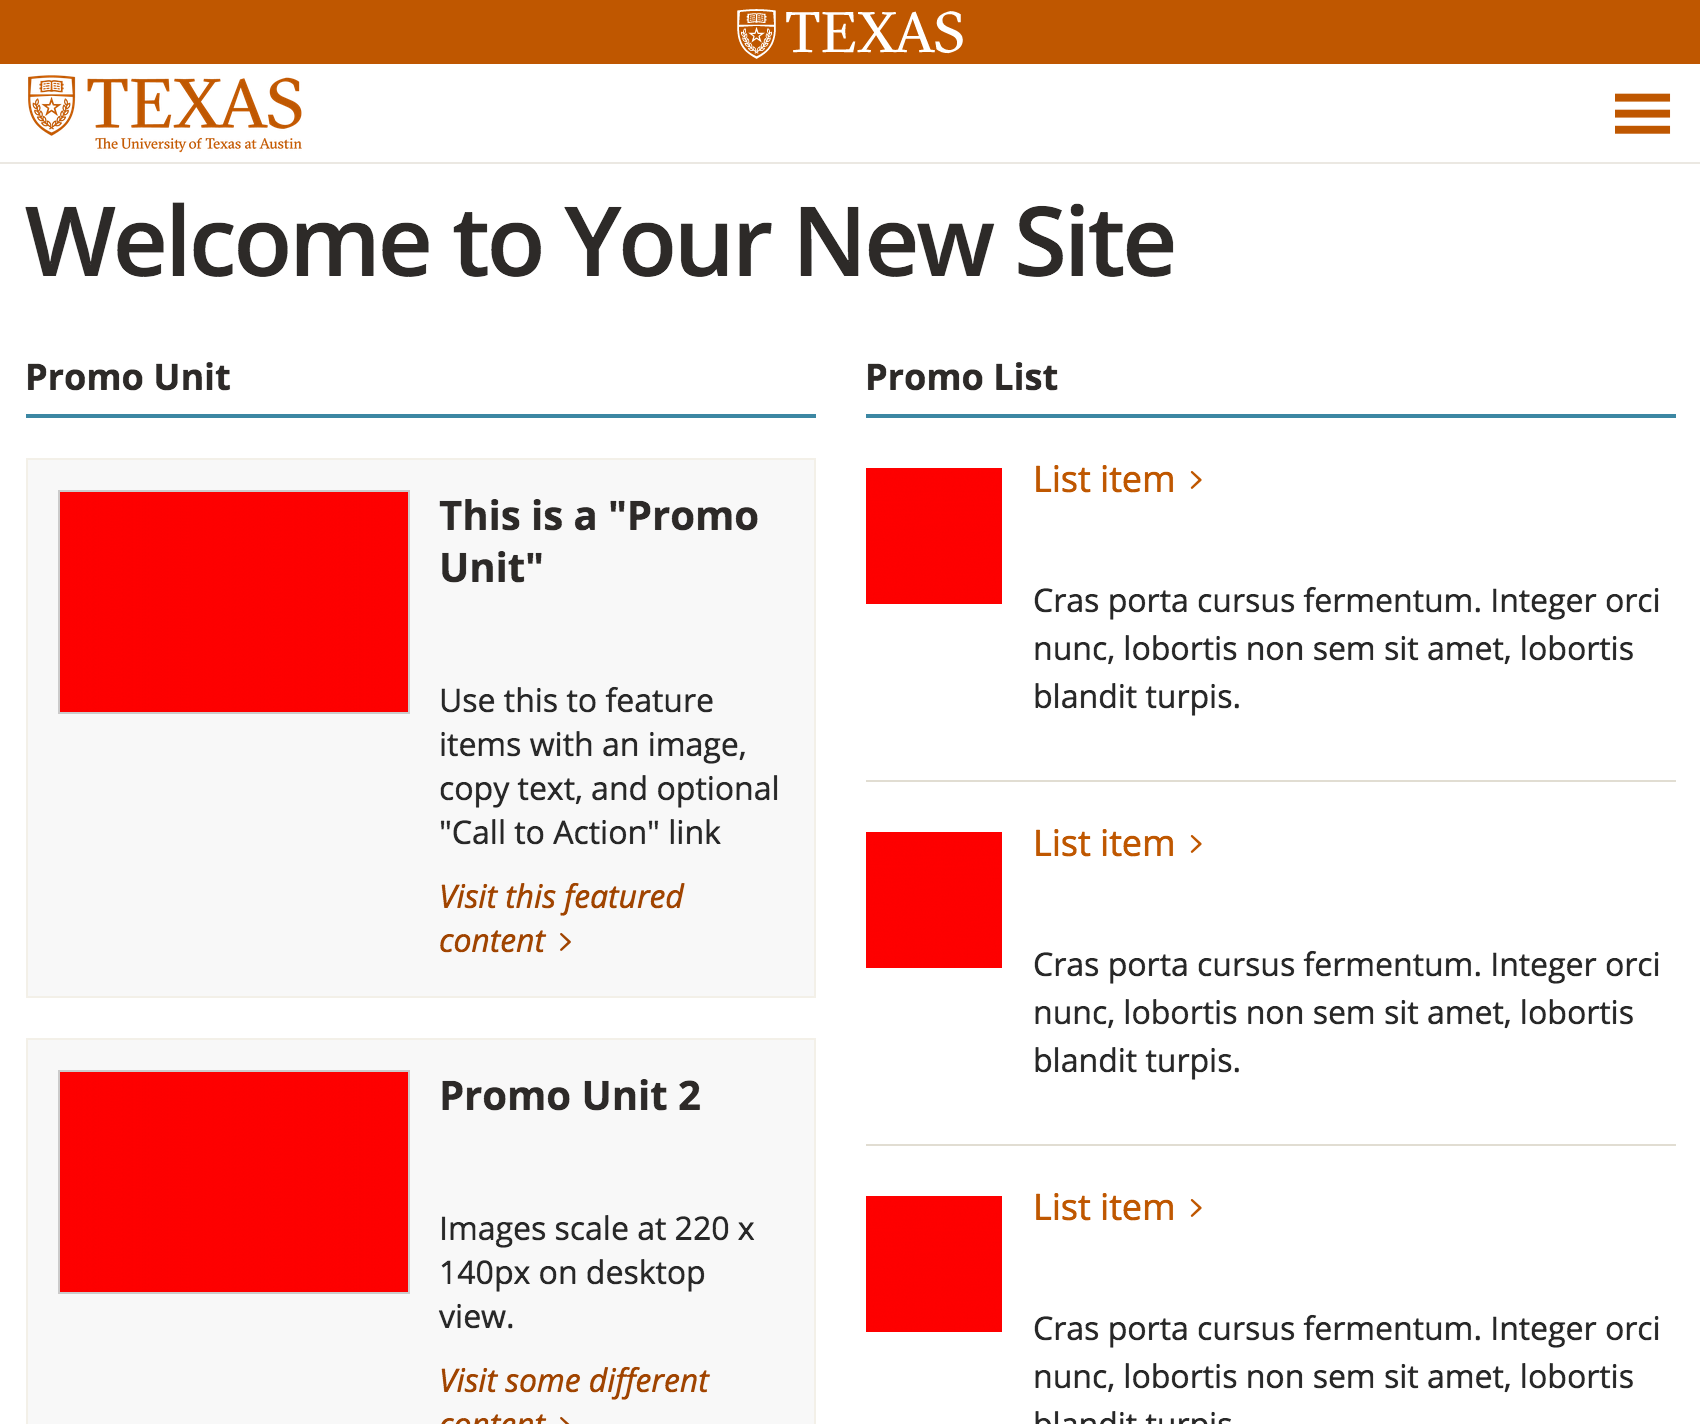 TEXAS
TEXAS
The University of Texas at Austin
Welcome to Your New Site
Promo Unit
This is a "Promo
Unit"
Use this to feature
items with an image,
copy text, and optional
"Call to Action" link
Visit this featured
content >
Promo Unit 2
Images scale at 220 x
140px on desktop
view.
Visit some different
content >
Promo List
List item >
Cras porta cursus fermentum. Integer orci
nunc, lobortis non sem sit amet, lobortis
blandit turpis.
List item >
Cras porta cursus fermentum. Integer orci
nunc, lobortis non sem sit amet, lobortis
blandit turpis.
List item >
Cras porta cursus fermentum. Integer orci
nunc, lobortis non sem sit amet, lobortis
blandit turpis.